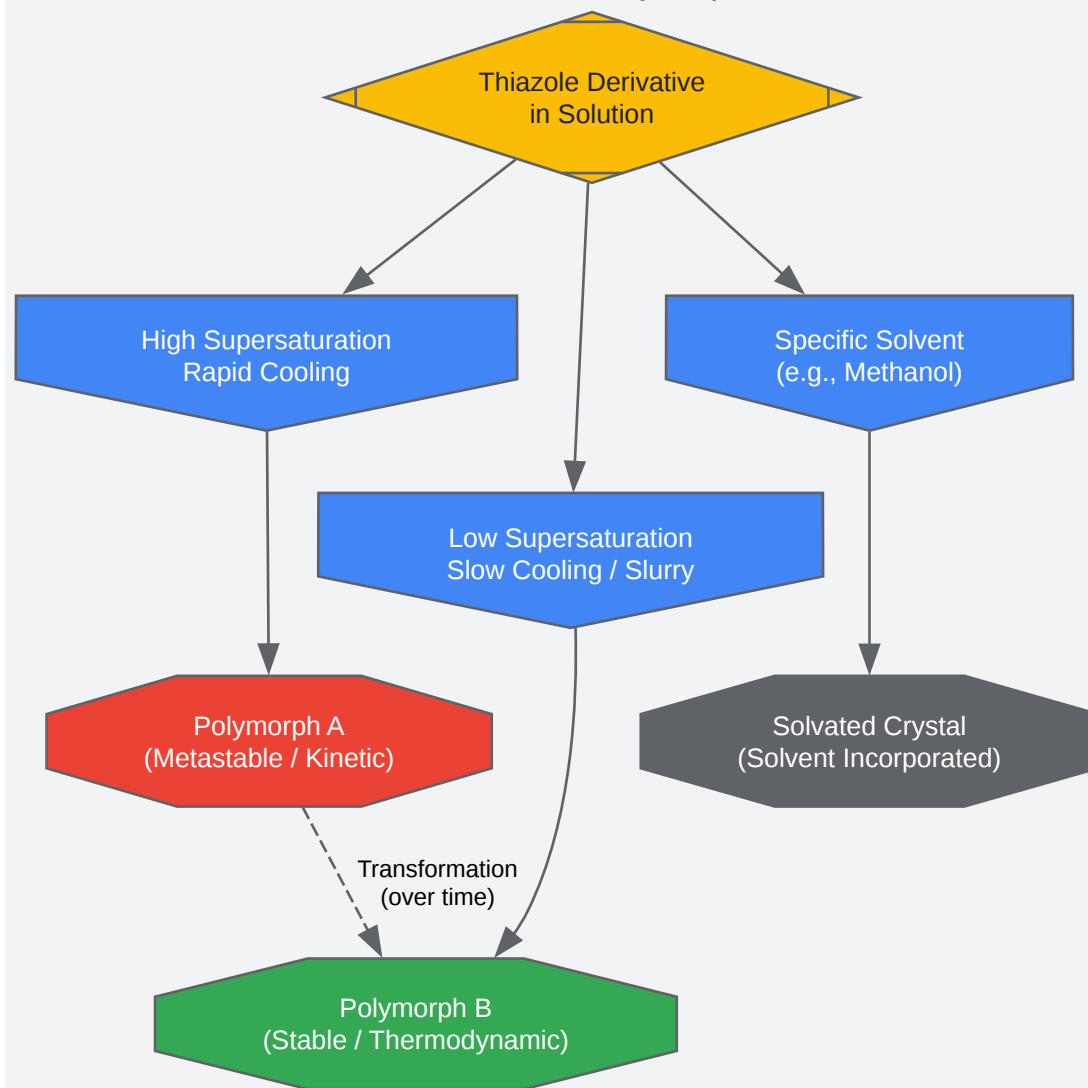 Thiazole Derivative
in Solution
High Supersaturation
Rapid Cooling
Specific Solvent
(e.g., Methanol)
Low Supersaturation
Slow Cooling / Slurry
Polymorph A
(Metastable / Kinetic)
Solvated Crystal
(Solvent Incorporated)
Transformation
(over time)
Polymorph B
(Stable / Thermodynamic)